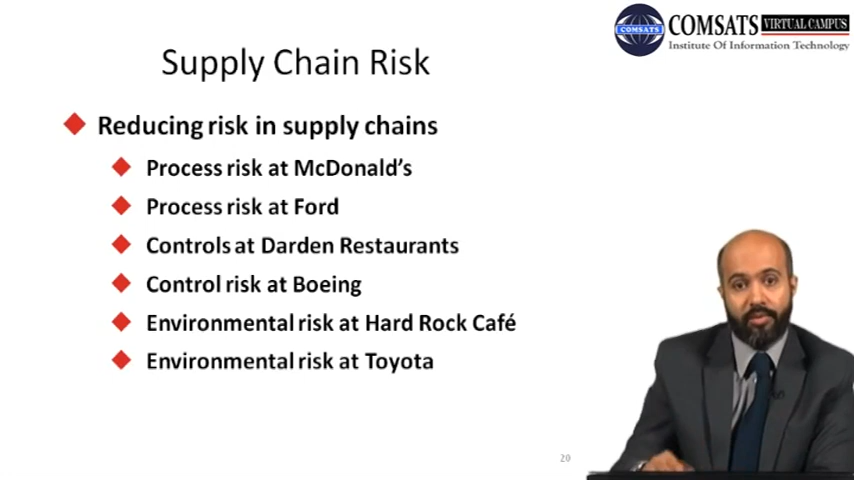 COMSATS VIRTUAL CAMPUS
COMSATS
Institute Of Information Technology
Supply Chain Risk
Reducing risk in supply chains
Process risk at McDonald’s
Process risk at Ford
Controls at Darden Restaurants
Control risk at Boeing
Environmental risk at Hard Rock Café
Environmental risk at Toyota
20